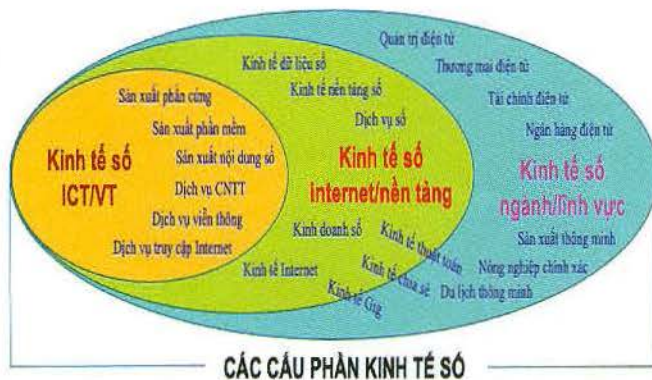 Quản trị điện tử
Kinh tế dữ liệu số
Thương mại điện tử
Kinh tế nền tảng số
Sản xuất phần cứng
Tài chính điện tử
Dịch vụ số
Sản xuất phần mềm
Ngân hàng điện tử
Kinh tế số
ICT/VT
Sản xuất nội dung số
Kinh tế số
internet/nền tảng
Kinh tế số
ngành/lĩnh vực
Dịch vụ CNTT
Dịch vụ viễn thông
Kinh doanh số
Kinh tế thuật toán
Sản xuất thông minh
Dịch vụ truy cập Internet
Kinh tế Internet
Kinh tế chia sẻ
Nông nghiệp chính xác
Kinh tế Gig
Du lịch thông minh
CÁC CẤU PHẦN KINH TẾ SỐ